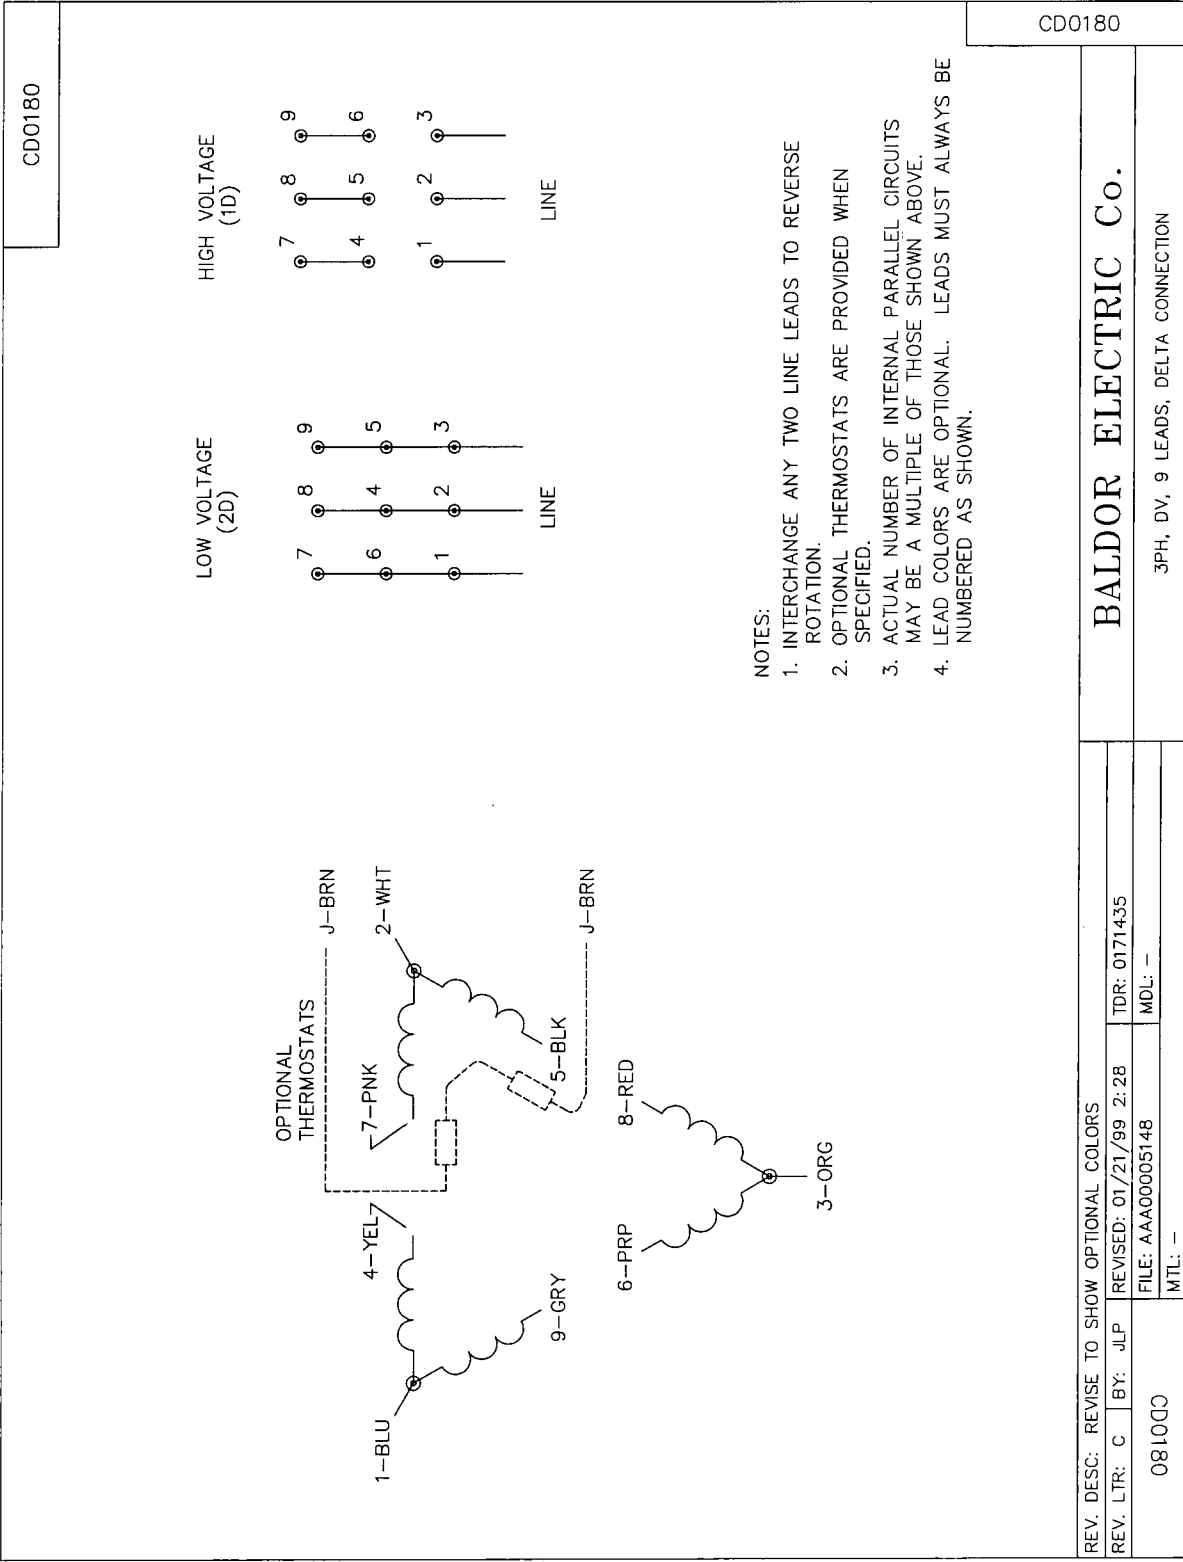 CD0180
OPTIONAL
THERMOSTATS
J-BRN
1-BLU
4-YEL
7-PNK
2-WHT
9-GRY
5-BLK
J-BRN
6-PRP
8-RED
3-ORG
LOW VOLTAGE
(2D)
7 8 9
6 4 5
1 2 3
LINE
HIGH VOLTAGE
(1D)
7 8 9
4 5 6
1 2 3
LINE
NOTES:
1. INTERCHANGE ANY TWO LINE LEADS TO REVERSE
ROTATION.
2. OPTIONAL THERMOSTATS ARE PROVIDED WHEN
SPECIFIED.
3. ACTUAL NUMBER OF INTERNAL PARALLEL CIRCUITS
MAY BE A MULTIPLE OF THOSE SHOWN ABOVE.
4. LEAD COLORS ARE OPTIONAL. LEADS MUST ALWAYS BE
NUMBERED AS SHOWN.
CD0180
REV. DESC: REVISE TO SHOW OPTIONAL COLORS
REV. LTR: C BY: JLP REVISED: 01/21/99 2:28 TDR: 0171435
CD0180
FILE: AAA00005148 MDL: -
MTL: -
BALDOR ELECTRIC Co.
3PH, DV, 9 LEADS, DELTA CONNECTION